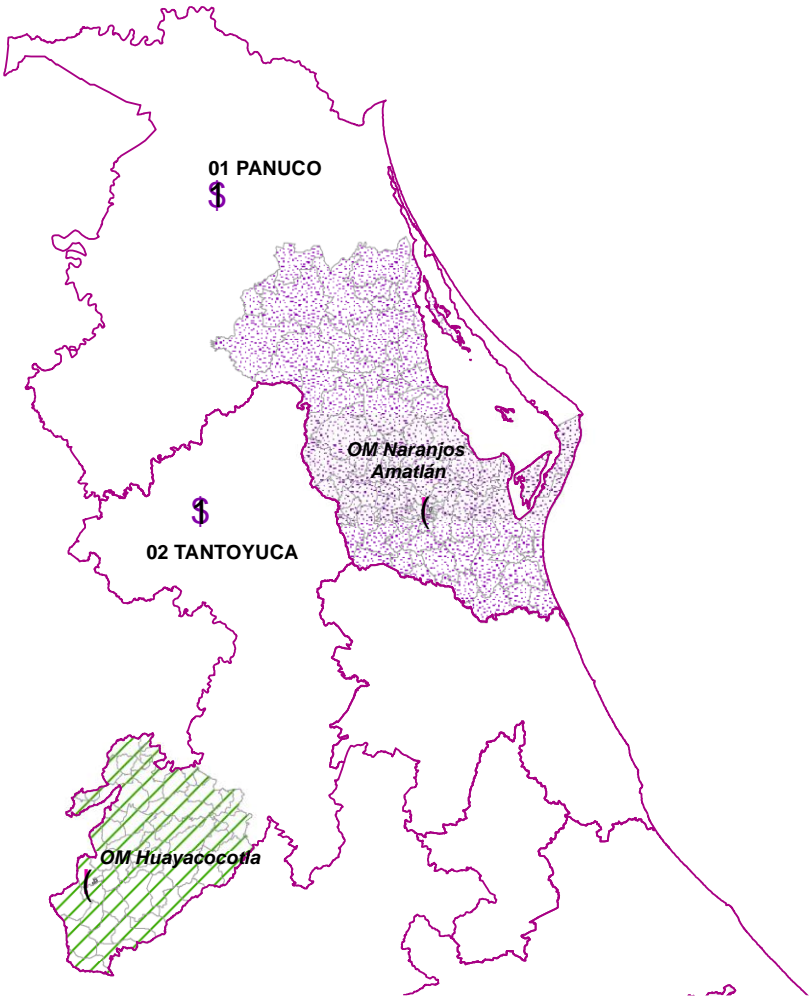 01 PANUCO
$
OM Naranjos
Amatlán
(
$
02 TANTOYUCA
OM Huayacocotla
(